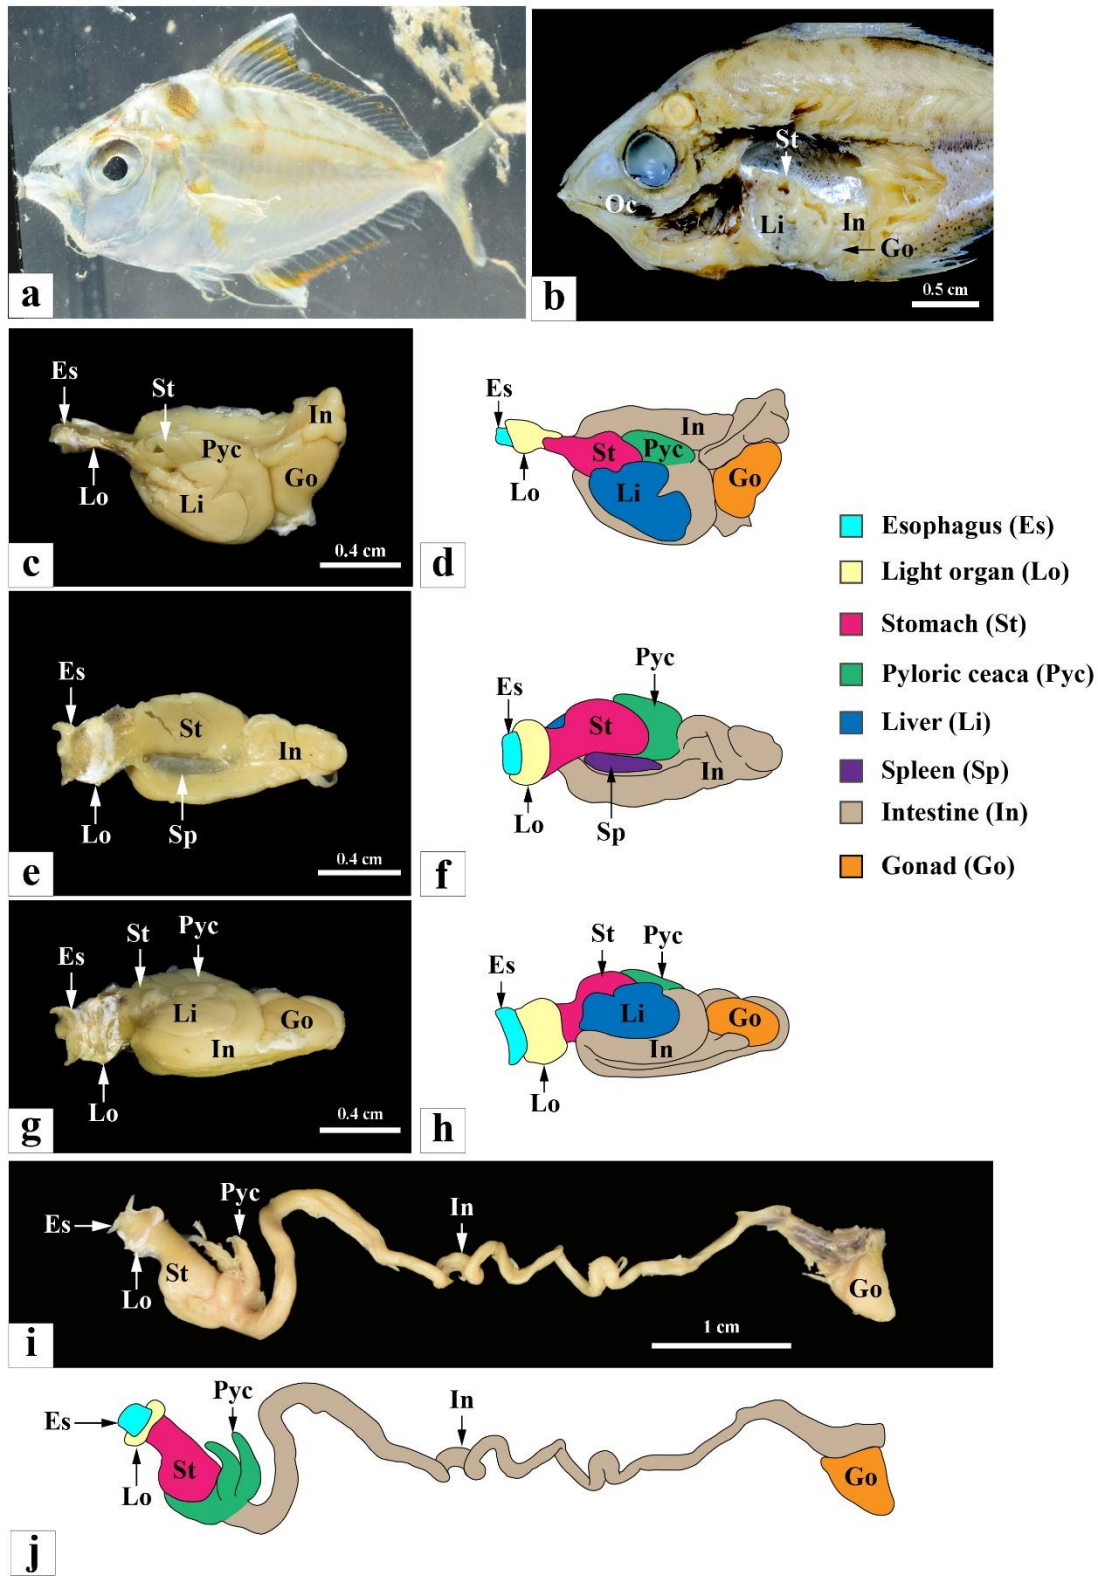 a
St
Oc
Li
In
Go
0.5 cm
b
Es
St
In
Pyc
Go
Lo
Li
0.4 cm
c
Es
In
St
Pyc
Go
Lo
Li
d
Esophagus (Es)
Light organ (Lo)
Stomach (St)
Pyloric ceaca (Pyc)
Liver (Li)
Spleen (Sp)
Intestine (In)
Gonad (Go)
Es
St
In
Lo
Sp
0.4 cm
e
Pyc
Es
St
In
Lo
Sp
f
Pyc
St
Es
Li
Go
In
Lo
0.4 cm
g
St
Pyc
Es
Li
Go
In
Lo
h
Pyc
In
Es
St
Lo
Go
1 cm
i
Pyc
In
Es
St
Lo
Go
j